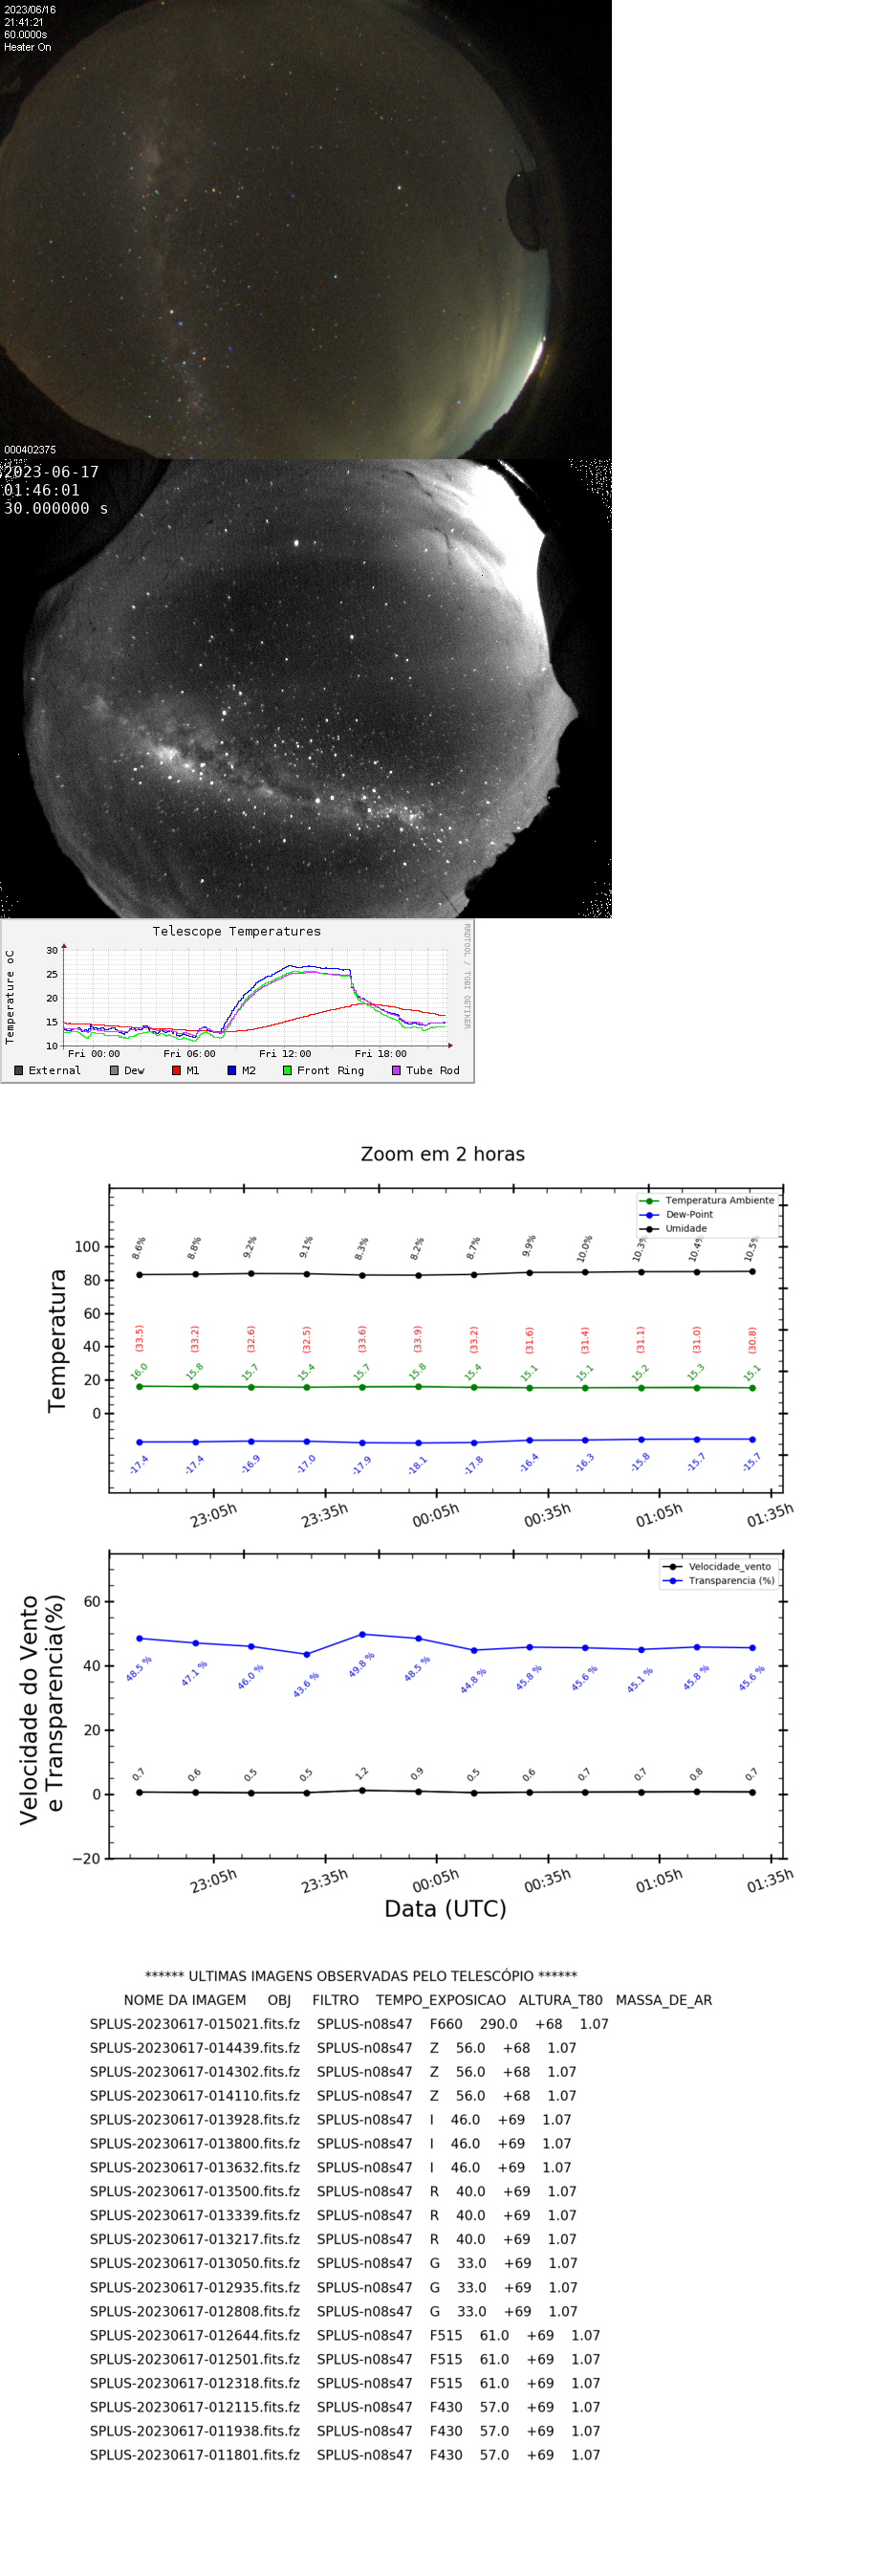 2023/06/16
21:41:21
60.0000s
Heater On
000402375
2023-06-17
01:46:01
30.000000 s
Telescope Temperatures
RRDTOOL / TOBI OETIKER
Temperature oC
30
25
20
15
10
Fri 00:00 Fri 06:00 Fri 12:00 Fri 18:00
External Dew M1 M2 Front Ring Tube Rod
Zoom em 2 horas
Temperatura Ambiente
Dew-Point
Umidade
Temperatura
100
80
60
40
20
0
8.6% 8.8% 9.2% 9.1% 8.3% 8.2% 8.7% 9.9% 10.0% 10.3% 10.4% 10.5%
(33.5) (33.2) (32.6) (32.5) (33.6) (33.9) (33.2) (31.6) (31.4) (31.1) (31.0) (30.8)
16.0 15.8 15.7 15.4 15.7 15.8 15.4 15.1 15.1 15.2 15.3 15.1
-17.4 -17.4 -16.9 -17.0 -17.9 -18.1 -17.8 -16.4 -16.3 -15.8 -15.7 -15.7
23:05h 23:35h 00:05h 00:35h 01:05h 01:35h
Velocidade_vento
Transparencia (%)
Velocidade do Vento
e Transparencia(%)
60
40
20
0
−20
48.5 % 47.1 % 46.0 % 43.6 % 49.8 % 48.5 % 44.8 % 45.8 % 45.6 % 45.1 % 45.8 % 45.6 %
0.7 0.6 0.5 0.5 1.2 0.9 0.5 0.6 0.7 0.7 0.8 0.7
23:05h 23:35h 00:05h 00:35h 01:05h 01:35h
Data (UTC)
****** ULTIMAS IMAGENS OBSERVADAS PELO TELESCÓPIO ******
NOME DA IMAGEM OBJ FILTRO TEMPO_EXPOSICAO ALTURA_T80 MASSA_DE_AR
SPLUS-20230617-015021.fits.fz SPLUS-n08s47 F660 290.0 +68 1.07
SPLUS-20230617-014439.fits.fz SPLUS-n08s47 Z 56.0 +68 1.07
SPLUS-20230617-014302.fits.fz SPLUS-n08s47 Z 56.0 +68 1.07
SPLUS-20230617-014110.fits.fz SPLUS-n08s47 Z 56.0 +68 1.07
SPLUS-20230617-013928.fits.fz SPLUS-n08s47 I 46.0 +69 1.07
SPLUS-20230617-013800.fits.fz SPLUS-n08s47 I 46.0 +69 1.07
SPLUS-20230617-013632.fits.fz SPLUS-n08s47 I 46.0 +69 1.07
SPLUS-20230617-013500.fits.fz SPLUS-n08s47 R 40.0 +69 1.07
SPLUS-20230617-013339.fits.fz SPLUS-n08s47 R 40.0 +69 1.07
SPLUS-20230617-013217.fits.fz SPLUS-n08s47 R 40.0 +69 1.07
SPLUS-20230617-013050.fits.fz SPLUS-n08s47 G 33.0 +69 1.07
SPLUS-20230617-012935.fits.fz SPLUS-n08s47 G 33.0 +69 1.07
SPLUS-20230617-012808.fits.fz SPLUS-n08s47 G 33.0 +69 1.07
SPLUS-20230617-012644.fits.fz SPLUS-n08s47 F515 61.0 +69 1.07
SPLUS-20230617-012501.fits.fz SPLUS-n08s47 F515 61.0 +69 1.07
SPLUS-20230617-012318.fits.fz SPLUS-n08s47 F515 61.0 +69 1.07
SPLUS-20230617-012115.fits.fz SPLUS-n08s47 F430 57.0 +69 1.07
SPLUS-20230617-011938.fits.fz SPLUS-n08s47 F430 57.0 +69 1.07
SPLUS-20230617-011801.fits.fz SPLUS-n08s47 F430 57.0 +69 1.07